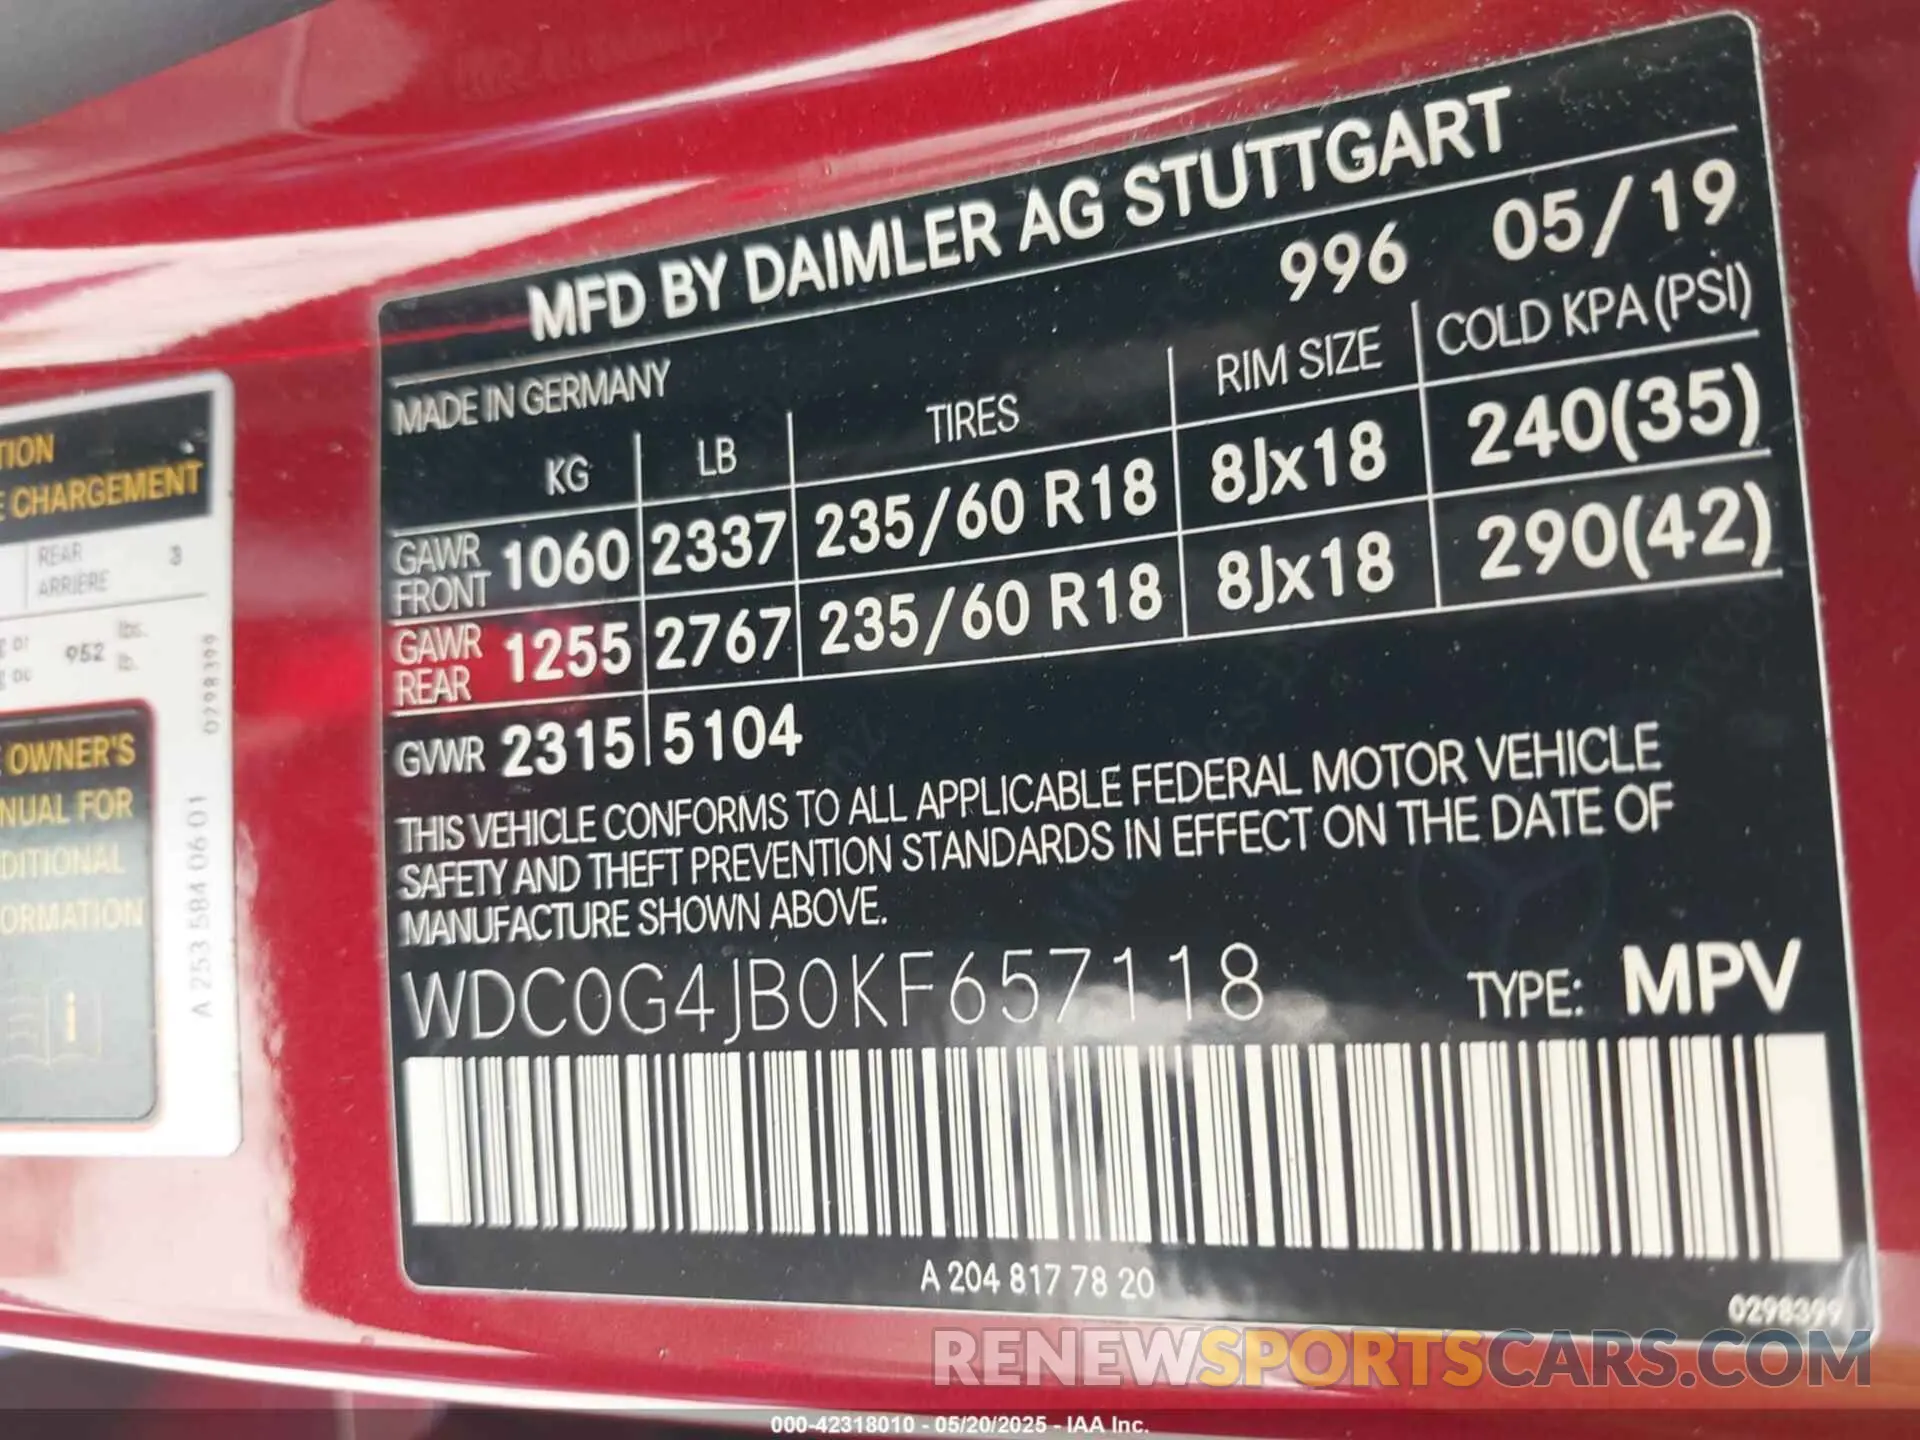 MFD BY DAIMLER AG STUTTGART
MADE IN GERMANY 996 05/19
KG LB TIRES RIM SIZE COLD KPA (PSI)
GAWR FRONT 1060 2337 235/60 R18 8Jx18 240(35)
GAWR REAR 1255 2767 235/60 R18 8Jx18 290(42)
GVWR 2315 5104
THIS VEHICLE CONFORMS TO ALL APPLICABLE FEDERAL MOTOR VEHICLE
SAFETY AND THEFT PREVENTION STANDARDS IN EFFECT ON THE DATE OF
MANUFACTURE SHOWN ABOVE.
WDC0G4JB0KF657118 TYPE: MPV
A 204 817 78 20
0298399
TION
E CHARGEMENT
REAR 3
ARRIÈRE
952 lbs.
lb.
0298399
OWNER'S
NUAL FOR
DITIONAL
ORMATION
i
A 253 584 06 01
RENEWSPORTSCARS.COM
000-42318010 - 05/20/2025 - IAA Inc.